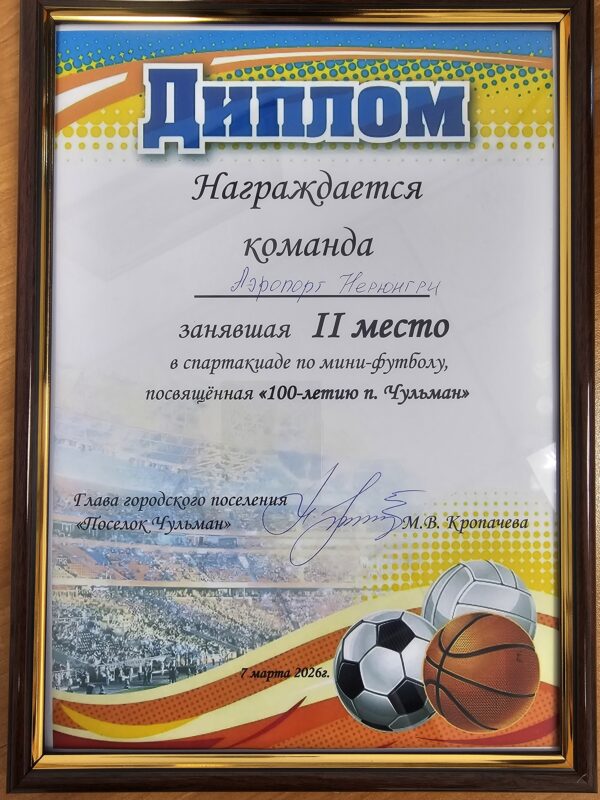 Диплом
Награждается
команда
Аэропорт Нерюнгри
занявшая II место
в спартакиаде по мини-футболу,
посвящённая «100-летию п. Чульман»
Глава городского поселения
«Поселок Чульман» М.В. Кропачева
7 марта 2026г.